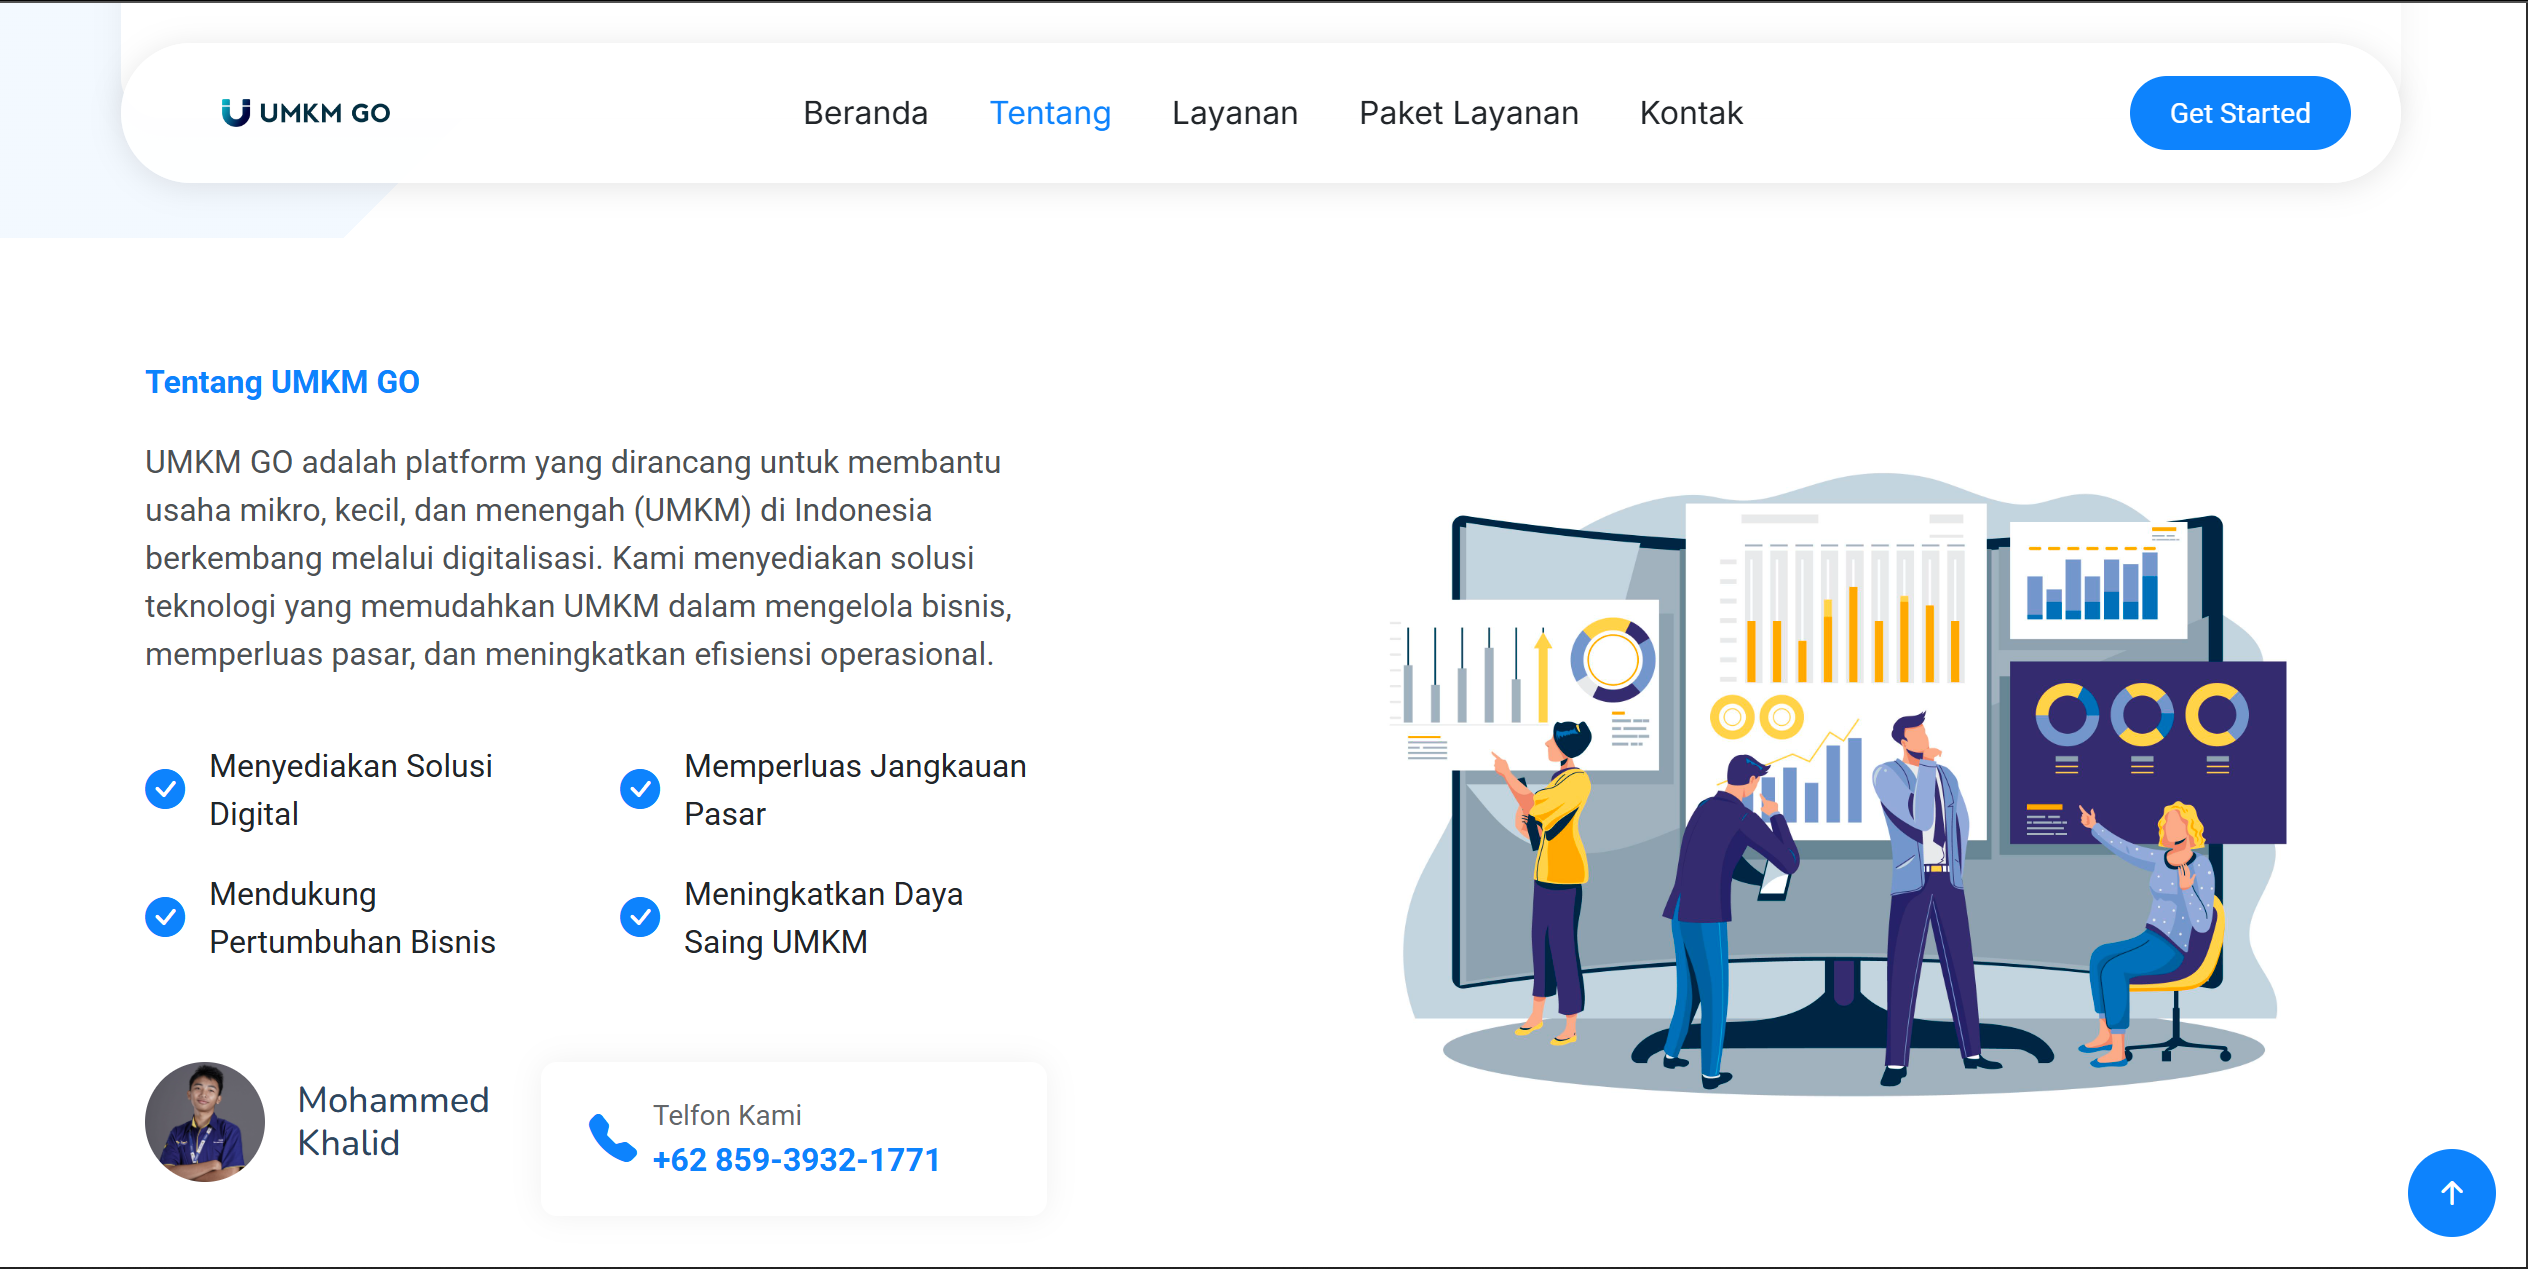 UMKM GO
Beranda
Tentang
Layanan
Paket Layanan
Kontak
Get Started
Tentang UMKM GO
UMKM GO adalah platform yang dirancang untuk membantu
usaha mikro, kecil, dan menengah (UMKM) di Indonesia
berkembang melalui digitalisasi. Kami menyediakan solusi
teknologi yang memudahkan UMKM dalam mengelola bisnis,
memperluas pasar, dan meningkatkan efisiensi operasional.
Menyediakan Solusi
Digital
Memperluas Jangkauan
Pasar
Mendukung
Pertumbuhan Bisnis
Meningkatkan Daya
Saing UMKM
Mohammed
Khalid
Telfon Kami
+62 859-3932-1771